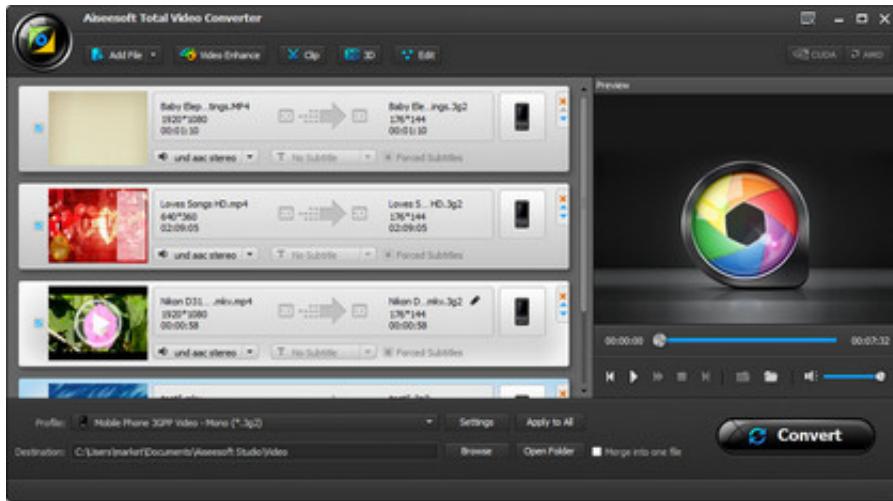 Aiseesoft Total Video Converter
Add File
Video Enhance
Clip
3D
Edit
CUDA
AMD
Preview
Baby Elep...tings.MP4
1920*1080
00:01:10
Baby Ele...ings.3g2
176*144
00:01:10
und aac stereo
No Subtitle
Forced Subtitles
Loves Songs HD.mp4
640*360
02:09:05
Loves S... HD.3g2
176*144
02:09:05
und aac stereo
No Subtitle
Forced Subtitles
Nikon D31... .mkv.mp4
1920*1080
00:00:58
Nikon D...mkv.3g2
176*144
00:00:58
und aac stereo
No Subtitle
Forced Subtitles
00:00:00
00:07:32
Profile:
Mobile Phone 3GPP Video - Mono (*.3g2)
Settings
Apply to All
Convert
Destination:
C:\Users\market\Documents\Aiseesoft Studio\Video
Browse
Open Folder
Merge into one file